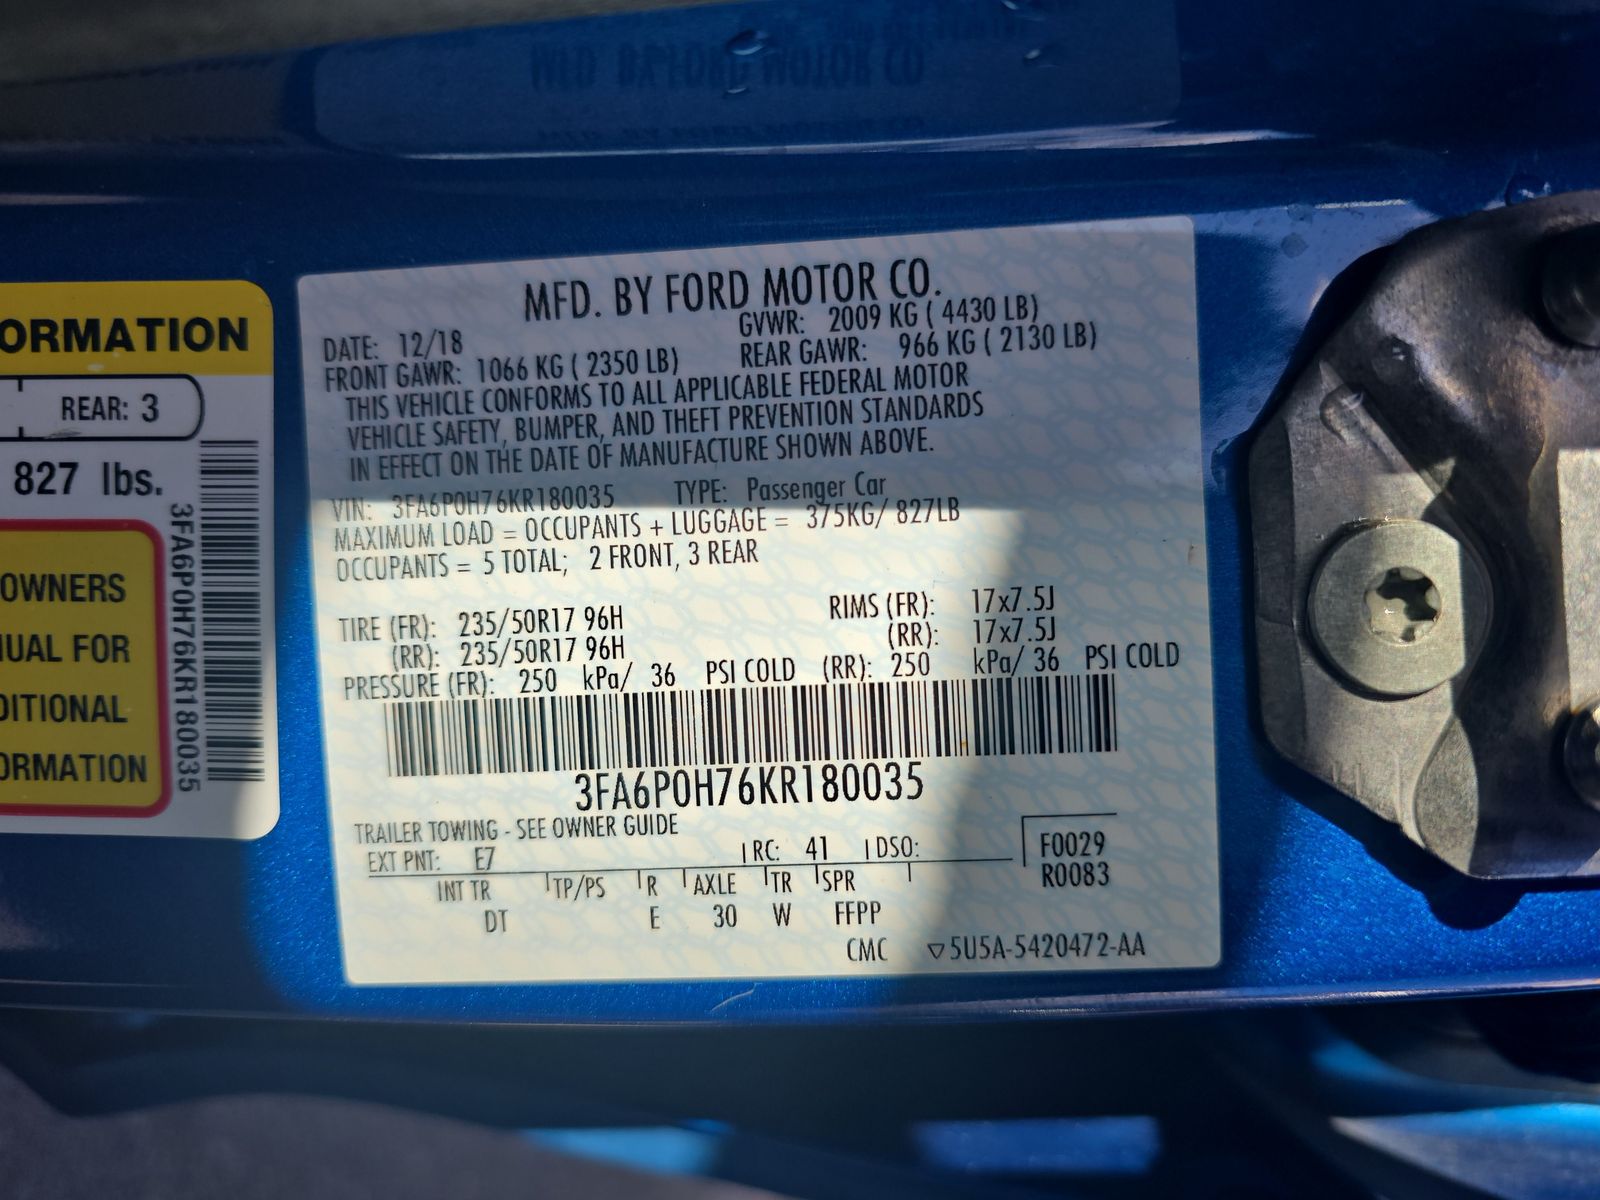 ORMATION
REAR: 3
827 lbs.
OWNERS
UAL FOR
DITIONAL
ORMATION
3FA6P0H76KR180035
MFD. BY FORD MOTOR CO.
DATE: 12/18 GVWR: 2009 KG ( 4430 LB)
FRONT GAWR: 1066 KG ( 2350 LB) REAR GAWR: 966 KG ( 2130 LB)
THIS VEHICLE CONFORMS TO ALL APPLICABLE FEDERAL MOTOR
VEHICLE SAFETY, BUMPER, AND THEFT PREVENTION STANDARDS
IN EFFECT ON THE DATE OF MANUFACTURE SHOWN ABOVE.
VIN: 3FA6P0H76KR180035 TYPE: Passenger Car
MAXIMUM LOAD = OCCUPANTS + LUGGAGE = 375KG/ 827LB
OCCUPANTS = 5 TOTAL; 2 FRONT, 3 REAR
TIRE (FR): 235/50R17 96H RIMS (FR): 17x7.5J
(RR): 235/50R17 96H (RR): 17x7.5J
PRESSURE (FR): 250 kPa/ 36 PSI COLD (RR): 250 kPa/ 36 PSI COLD
3FA6P0H76KR180035
TRAILER TOWING - SEE OWNER GUIDE
EXT PNT: E7 RC: 41 DSO: F0029
R0083
INT TR TP/PS R AXLE TR SPR
DT E 30 W FFPP
CMC ▽5U5A-5420472-AA